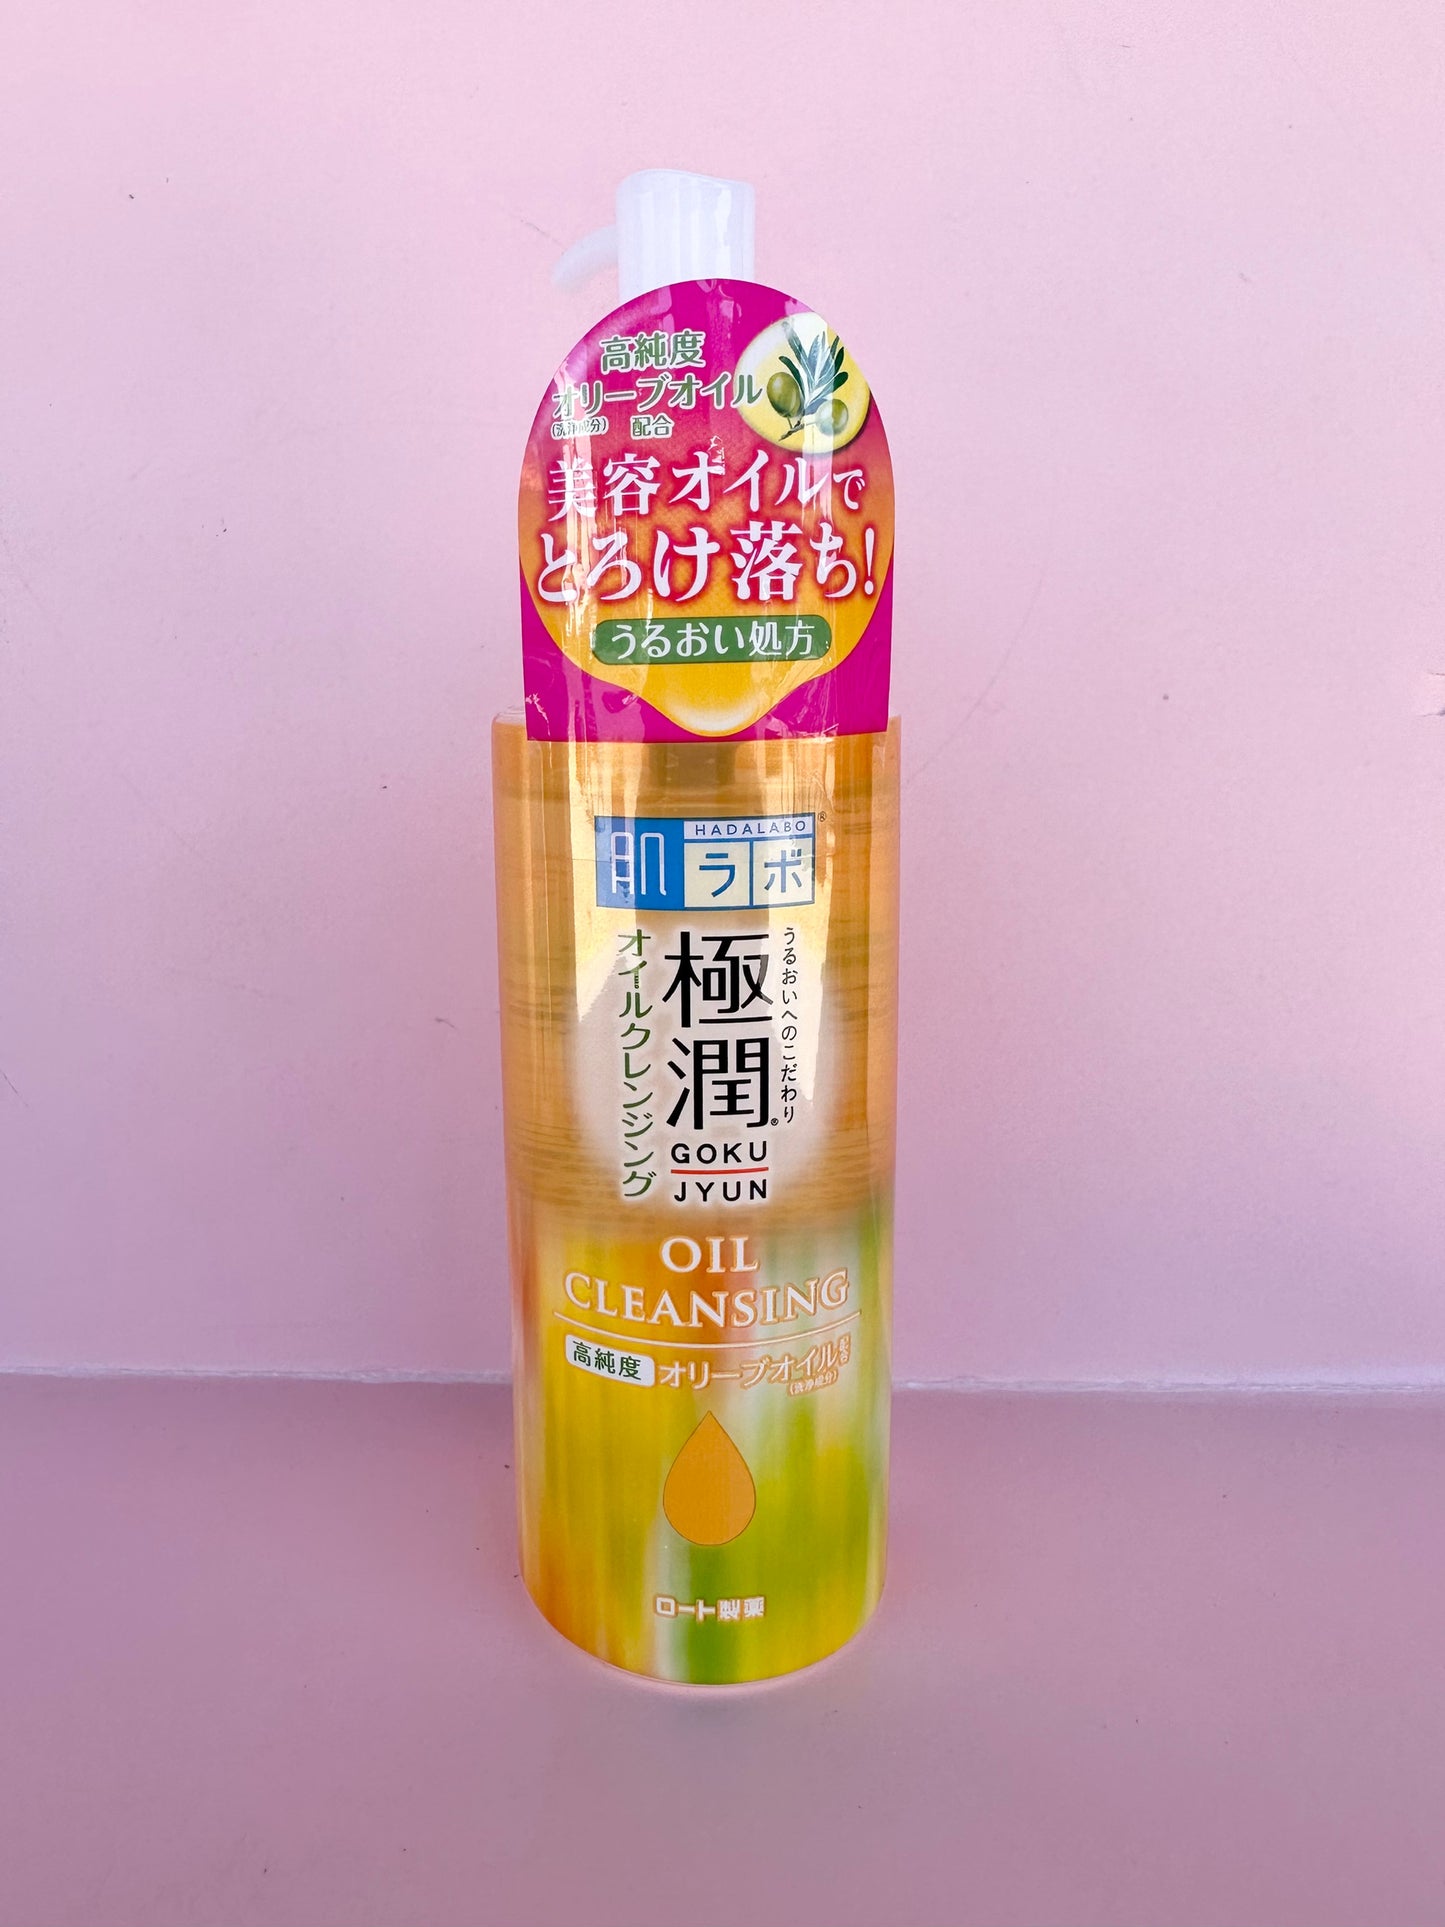 高純度
オリーブオイル
(洗浄成分) 配合
美容オイルで
とろけ落ち!
うるおい処方
肌ラボ®
HADALABO
うるおいへのこだわり
極潤®
オイルクレンジング
GOKU
JYUN
OIL
CLEANSING
高純度 オリーブオイル配合
(洗浄成分)
ロート製薬